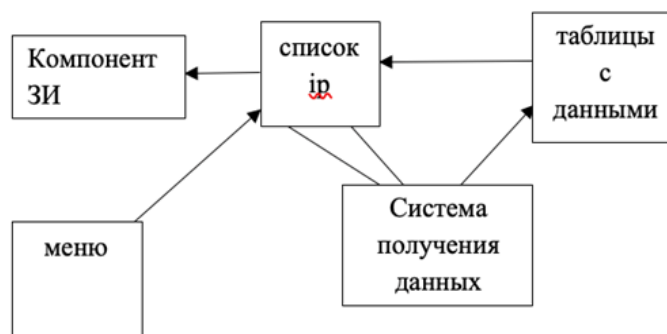 Компонент
ЗИ
список
ip
таблицы
с
данными
меню
Система
получения
данных